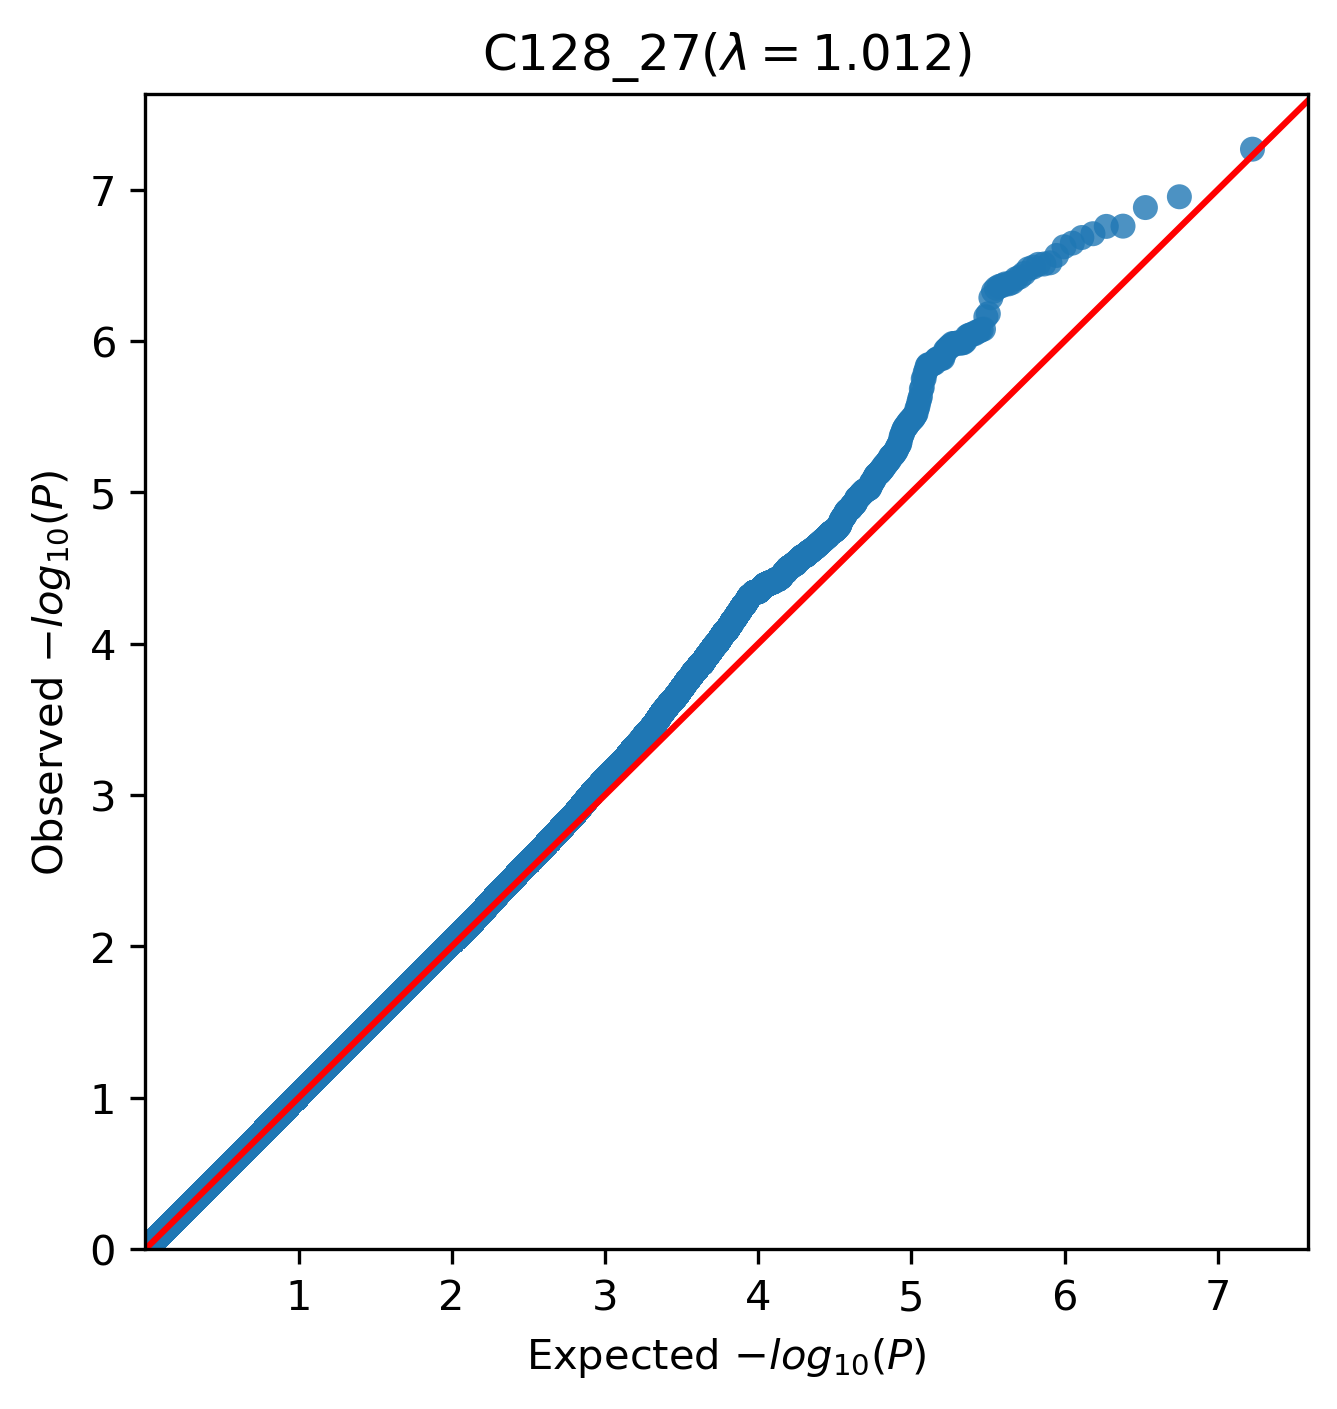 C128_27(λ = 1.012)
Observed −log₁₀(P)
7
6
5
4
3
2
1
0
1 2 3 4 5 6 7
Expected −log₁₀(P)